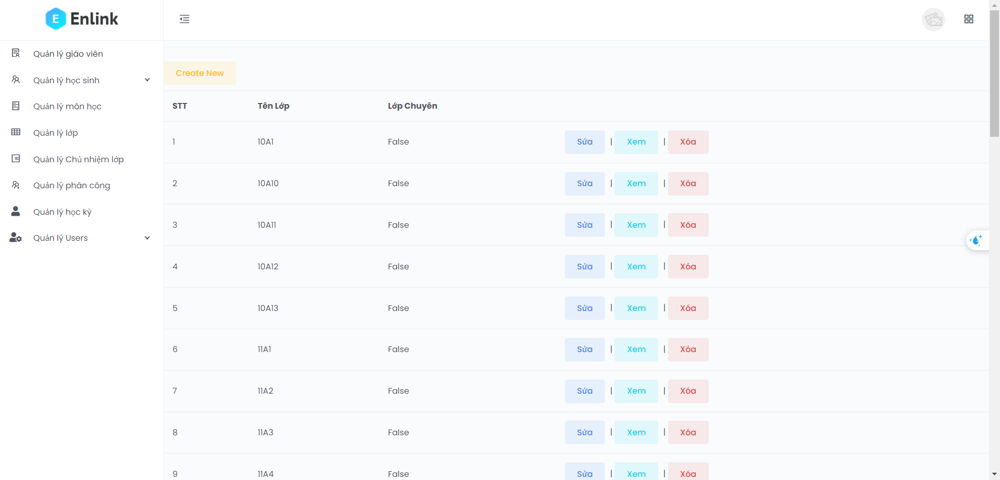 E Enlink
Quản lý giáo viên
Quản lý học sinh
Quản lý môn học
Quản lý lớp
Quản lý Chủ nhiệm lớp
Quản lý phân công
Quản lý học kỳ
Quản lý Users
Create New
STT Tên Lớp Lớp Chuyên
1 10A1 False Sửa | Xem | Xóa
2 10A10 False Sửa | Xem | Xóa
3 10A11 False Sửa | Xem | Xóa
4 10A12 False Sửa | Xem | Xóa
5 10A13 False Sửa | Xem | Xóa
6 11A1 False Sửa | Xem | Xóa
7 11A2 False Sửa | Xem | Xóa
8 11A3 False Sửa | Xem | Xóa
9 11A4 False Sửa | Xem | Xóa